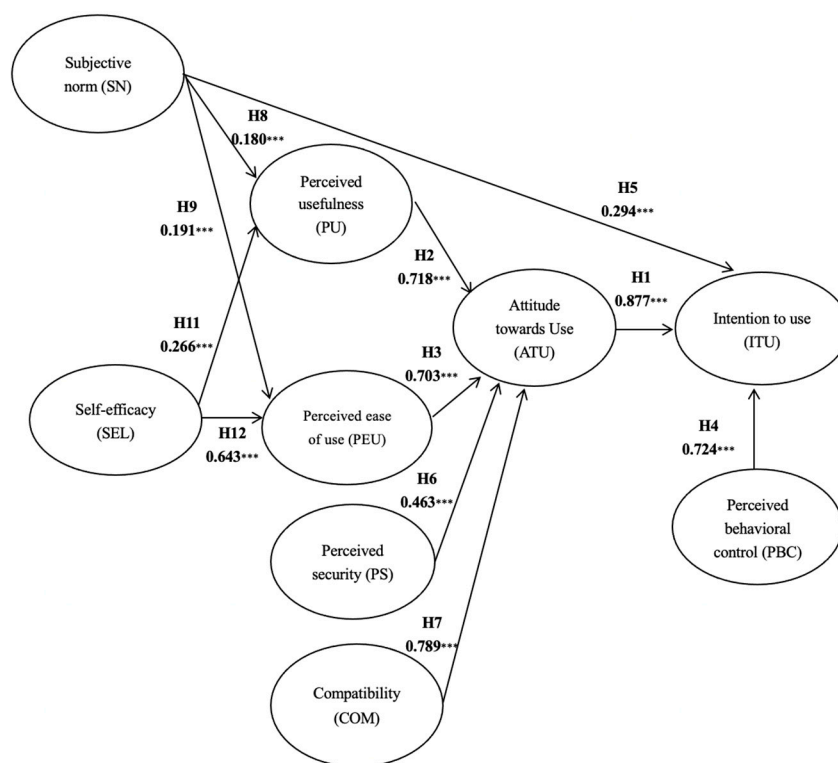 Subjective
norm (SN)
H8
0.180***
Perceived
usefulness
(PU)
H5
0.294***
H9
0.191***
H2
0.718***
H1
0.877***
Attitude
towards Use
(ATU)
Intention to use
(ITU)
H11
0.266***
H3
0.703***
Self-efficacy
(SEL)
H12
0.643***
Perceived ease
of use (PEU)
H4
0.724***
H6
0.463***
Perceived
behavioral
control (PBC)
Perceived
security (PS)
H7
0.789***
Compatibility
(COM)